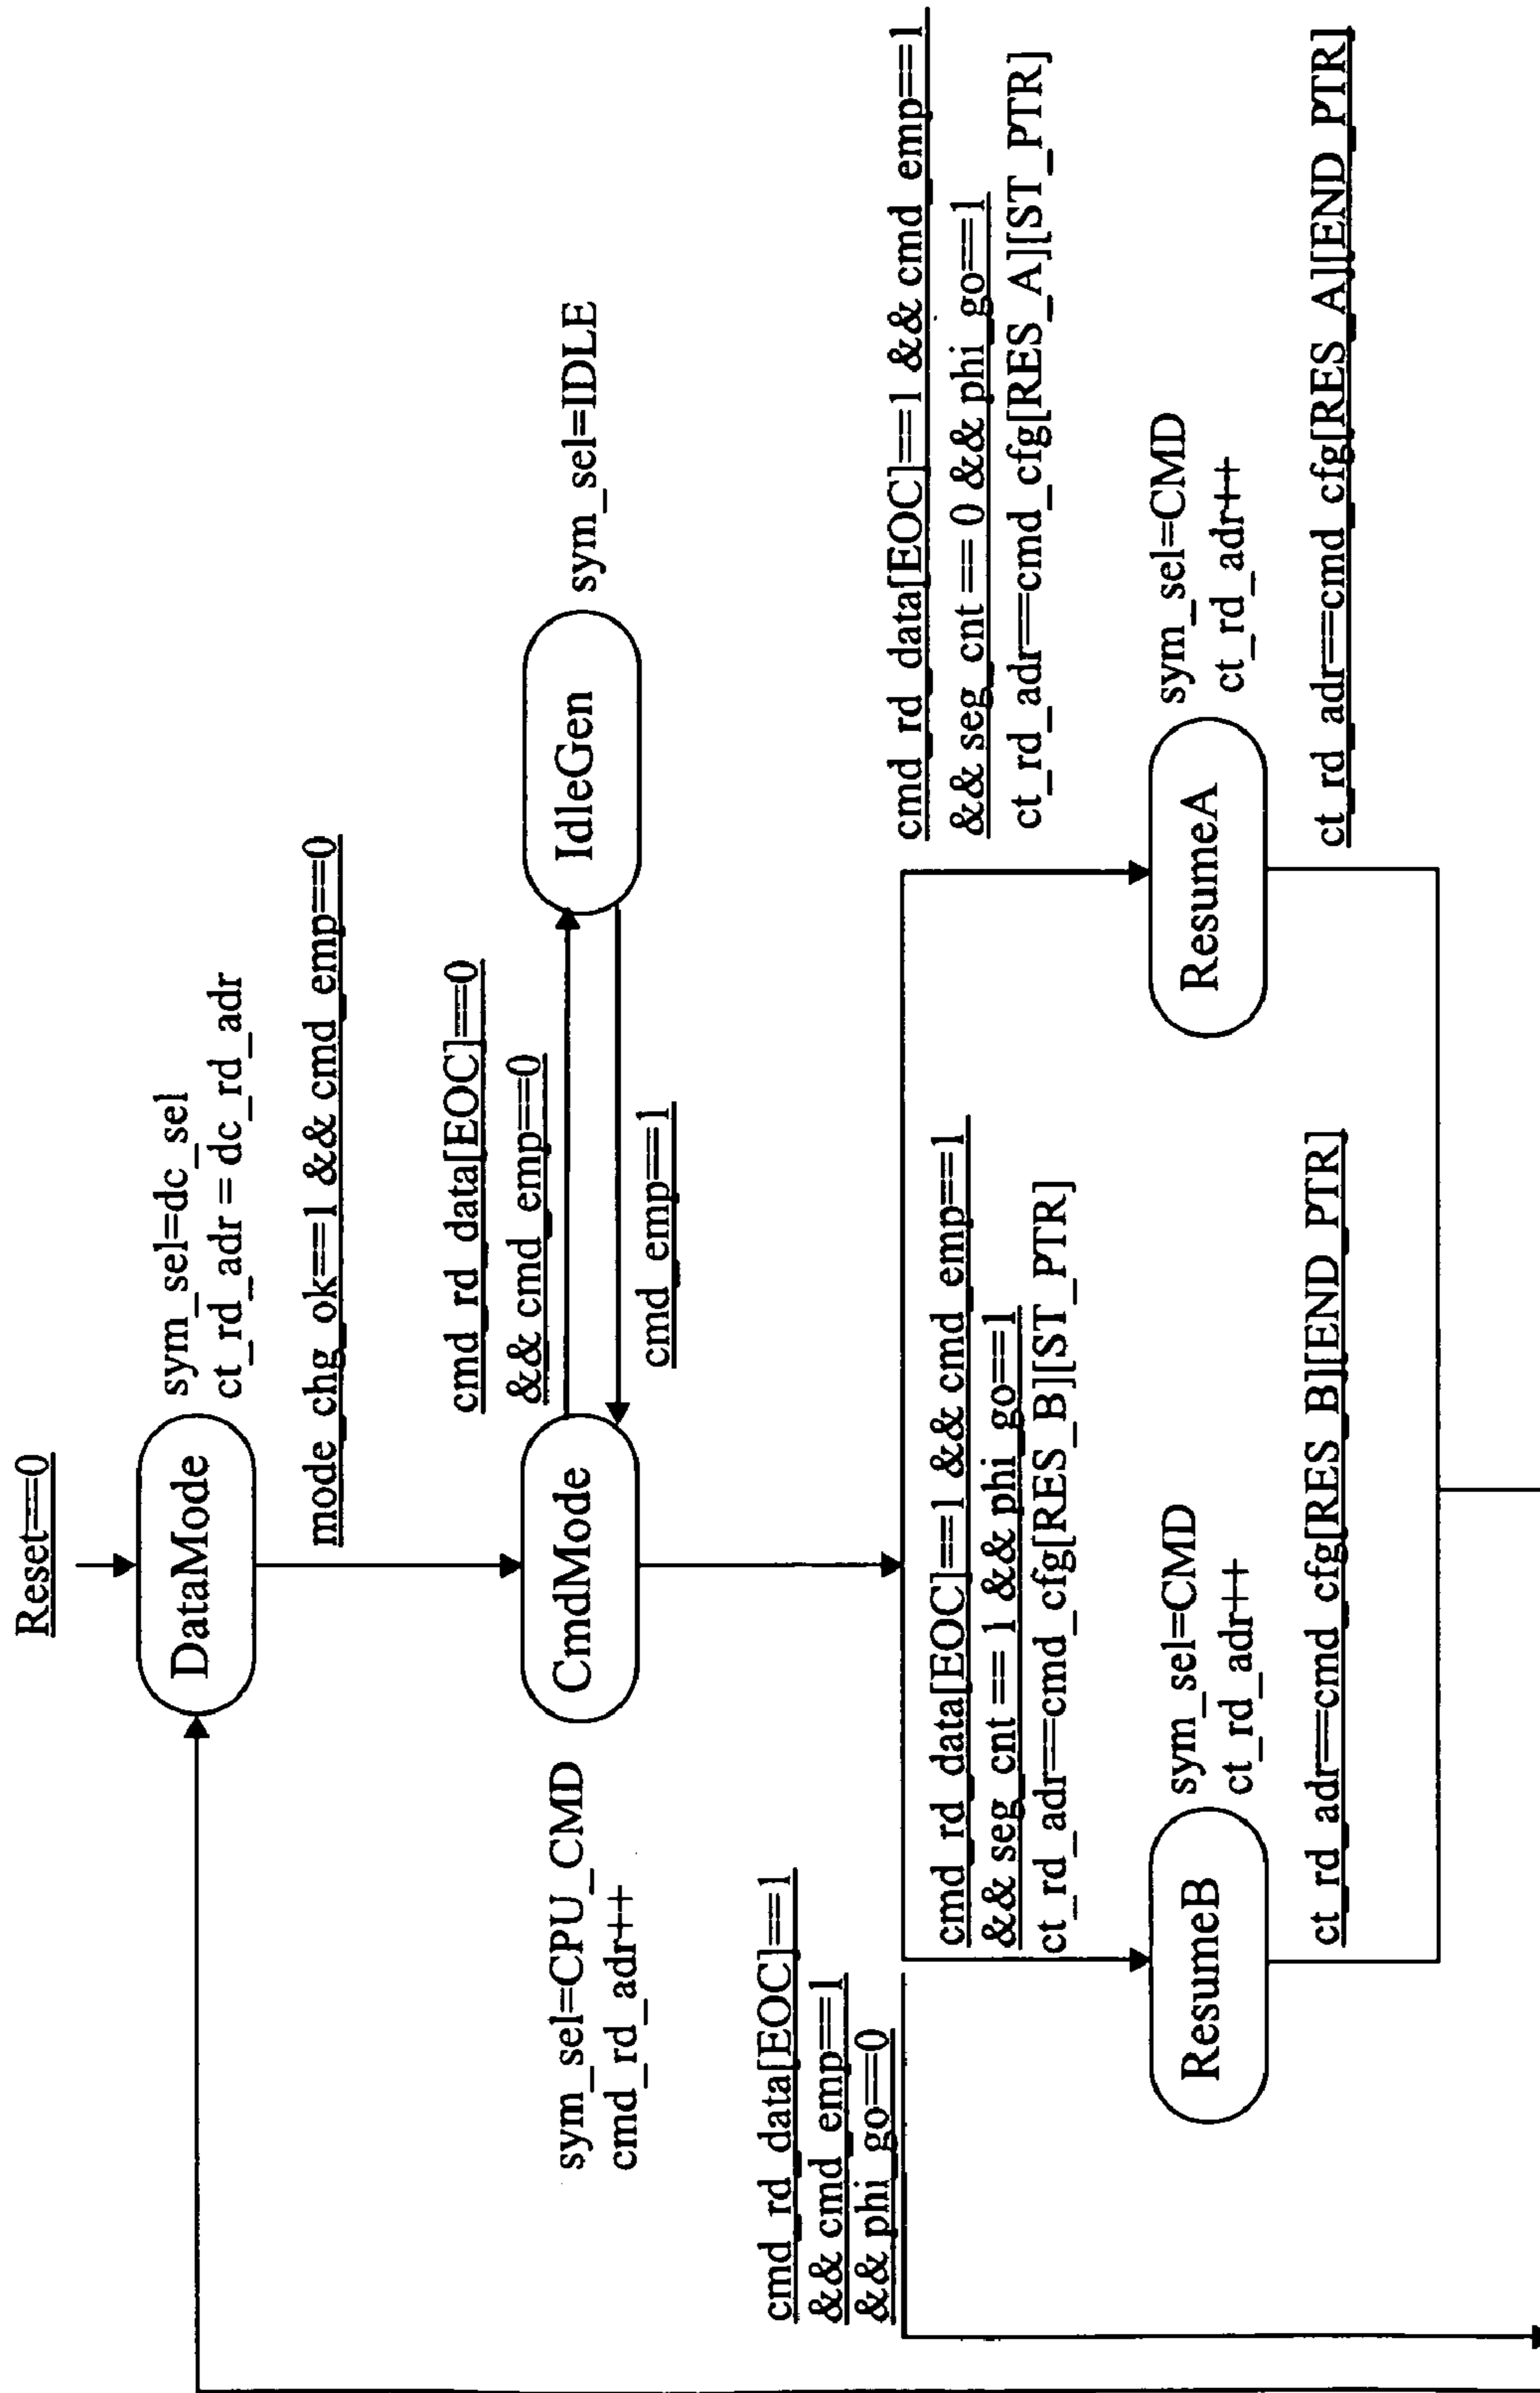 Reset==0
DataMode
sym_sel=dc_sel
ct_rd_adr = dc_rd_adr
mode_chg_ok==1 && cmd_emp==0
CmdMode
sym_sel=CPU_CMD
cmd_rd_adr++
cmd_rd_data[EOC]==0
&& cmd_emp==0
cmd_emp==1
IdleGen
sym_sel=IDLE
cmd_rd_data[EOC]==1
&& cmd_emp==1
&& phi_go==0
cmd_rd_data[EOC]==1 && cmd_emp==1
&& seg_cnt == 1 && phi_go==1
ct_rd_adr==cmd_cfg[RES_B][ST_PTR]
cmd_rd_data[EOC]==1 && cmd_emp==1
&& seg_cnt == 0 && phi_go==1
ct_rd_adr==cmd_cfg[RES_A][ST_PTR]
ResumeB
sym_sel=CMD
ct_rd_adr++
ResumeA
sym_sel=CMD
ct_rd_adr++
ct_rd_adr==cmd_cfg[RES_B][END_PTR]
ct_rd_adr==cmd_cfg[RES_A][END_PTR]